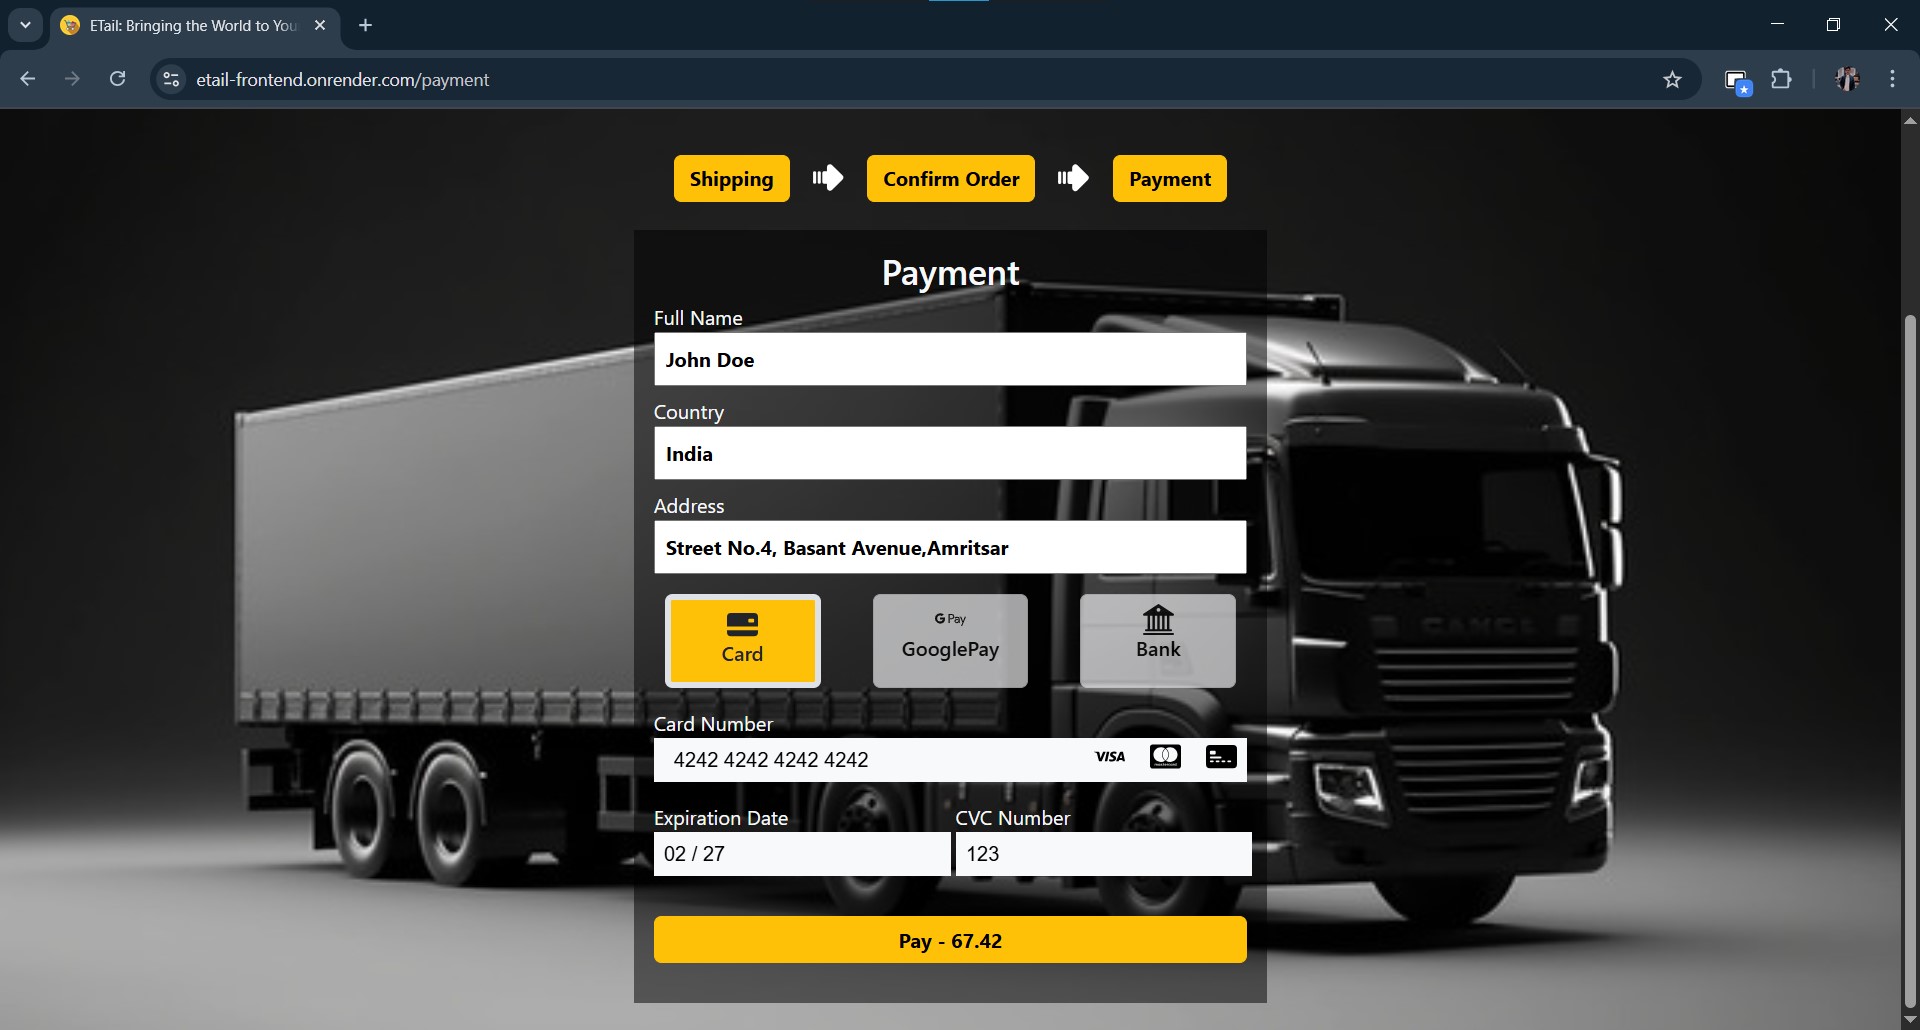 ETail: Bringing the World to You
etail-frontend.onrender.com/payment
Shipping
Confirm Order
Payment
Payment
Full Name
John Doe
Country
India
Address
Street No.4, Basant Avenue,Amritsar
Card
G Pay
GooglePay
Bank
Card Number
4242 4242 4242 4242
VISA
Expiration Date
CVC Number
02 / 27
123
Pay - 67.42